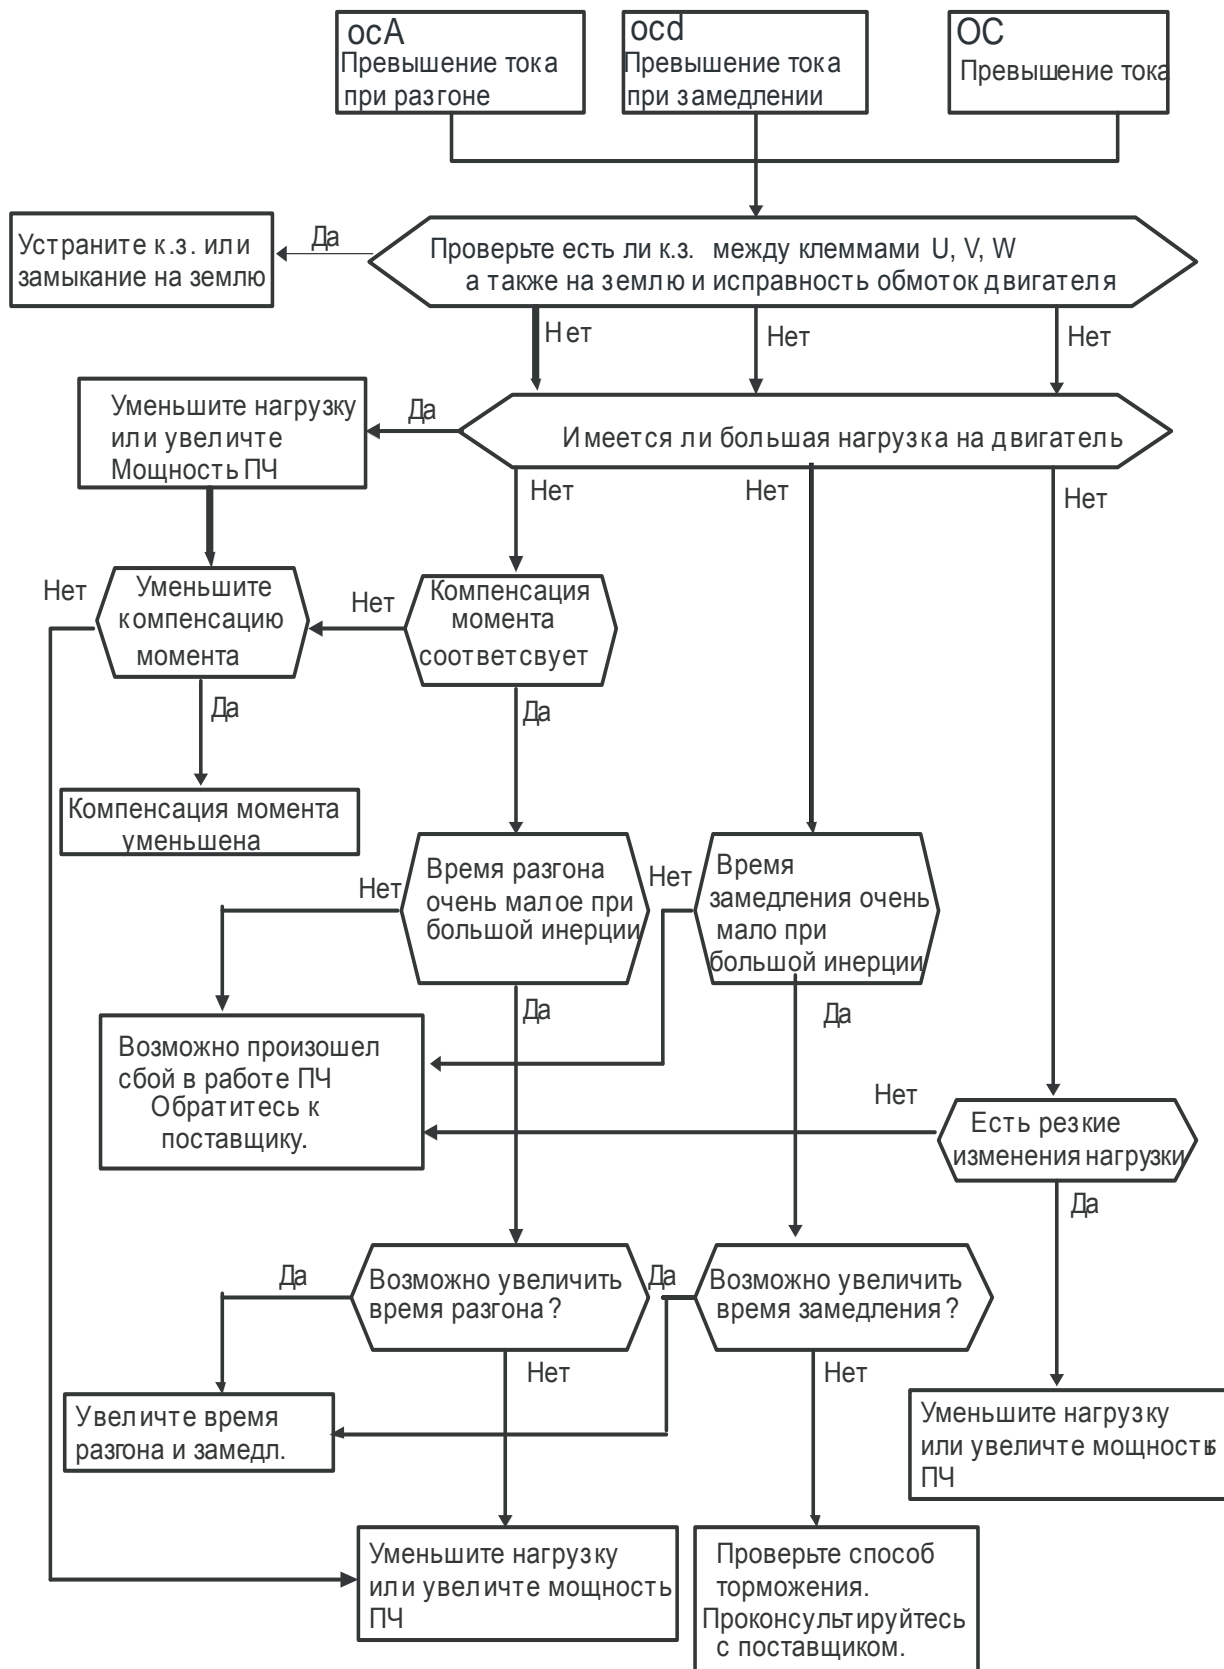 ocA
Превышение тока
при разгоне
ocd
Превышение тока
при замедлении
OC
Превышение тока
Устраните к.з. или
замыкание на землю
Да
Проверьте есть ли к.з. между клеммами U, V, W
а также на землю и исправность обмоток двигателя
Нет
Нет
Нет
Уменьшите нагрузку
или увеличте
Мощность ПЧ
Да
Имеется ли большая нагрузка на двигатель
Нет
Нет
Нет
Нет
Уменьшите
компенсацию
момента
Нет
Компенсация
момента
соответсвует
Да
Да
Компенсация момента
уменьшена
Нет
Время разгона
очень малое при
большой инерции
Нет
Время
замедления очень
мало при
большой инерции
Да
Да
Возможно произошел
сбой в работе ПЧ
Обратитесь к
поставщику.
Нет
Есть резкие
изменения нагрузки
Да
Да
Возможно увеличить
время разгона?
Да
Возможно увеличить
время замедления?
Нет
Нет
Увеличте время
разгона и замедл.
Уменьшите нагрузку
или увеличте мощность
ПЧ
Уменьшите нагрузку
или увеличте мощность
ПЧ
Проверьте способ
торможения.
Проконсультируйтесь
с поставщиком.